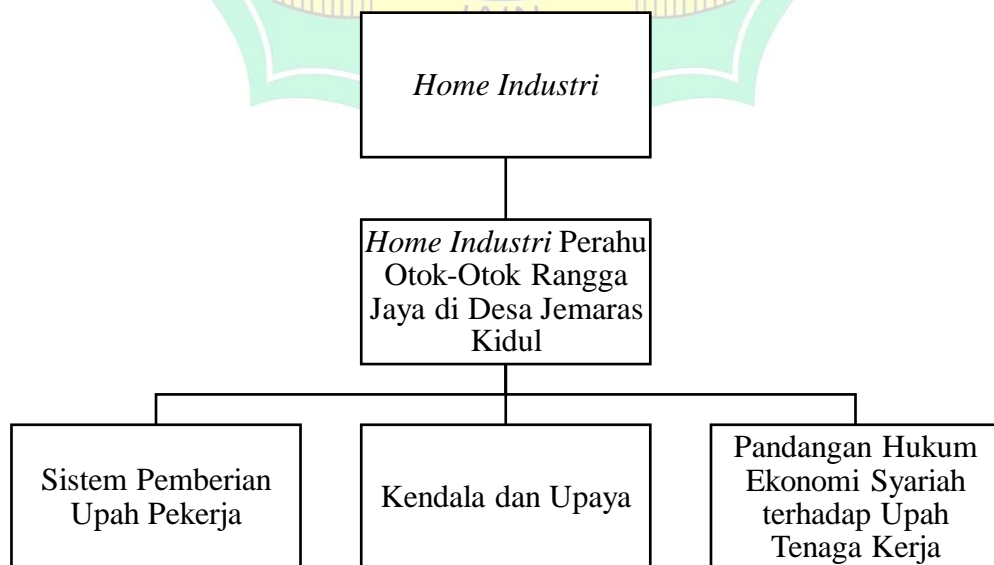 IAIN
Home Industri
Home Industri Perahu
Otok-Otok Rangga
Jaya di Desa Jemaras
Kidul
Sistem Pemberian
Upah Pekerja
Kendala dan Upaya
Pandangan Hukum
Ekonomi Syariah
terhadap Upah
Tenaga Kerja